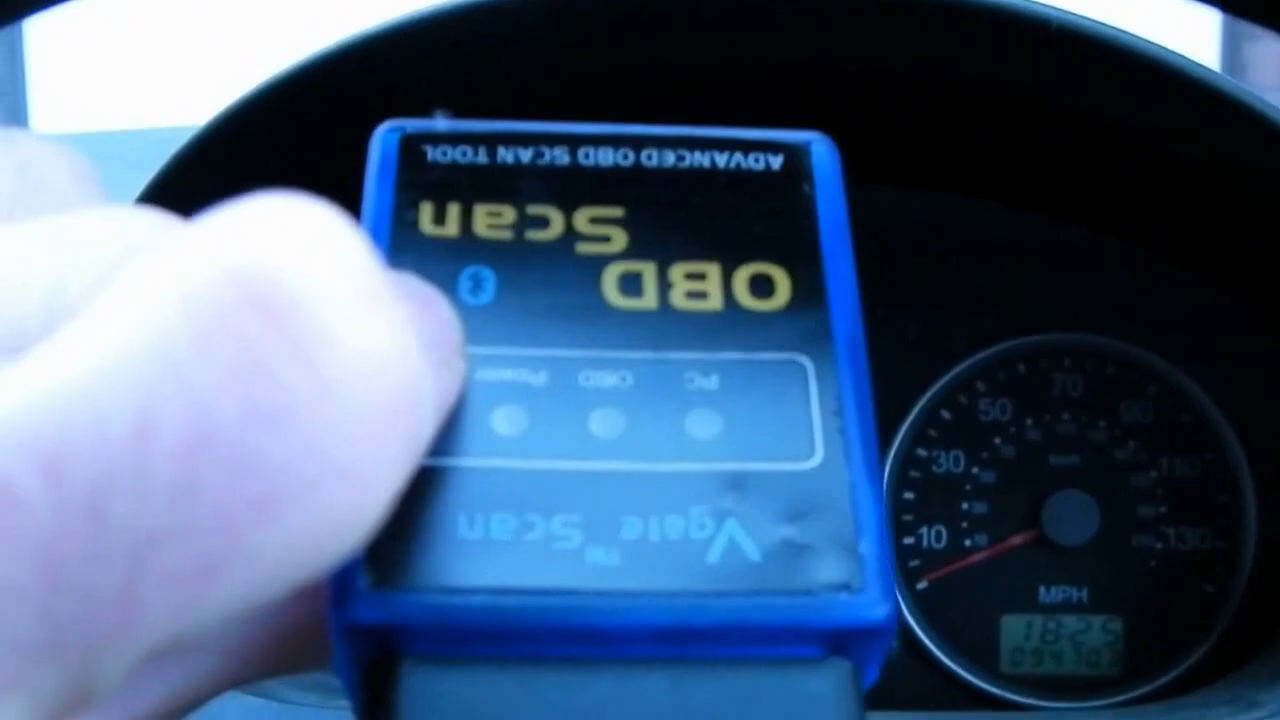 Vgate™ Scan
PC OBD Power
OBD
Scan
ADVANCED OBD SCAN TOOL
10
30
50
70
90
110
130
MPH
18:25